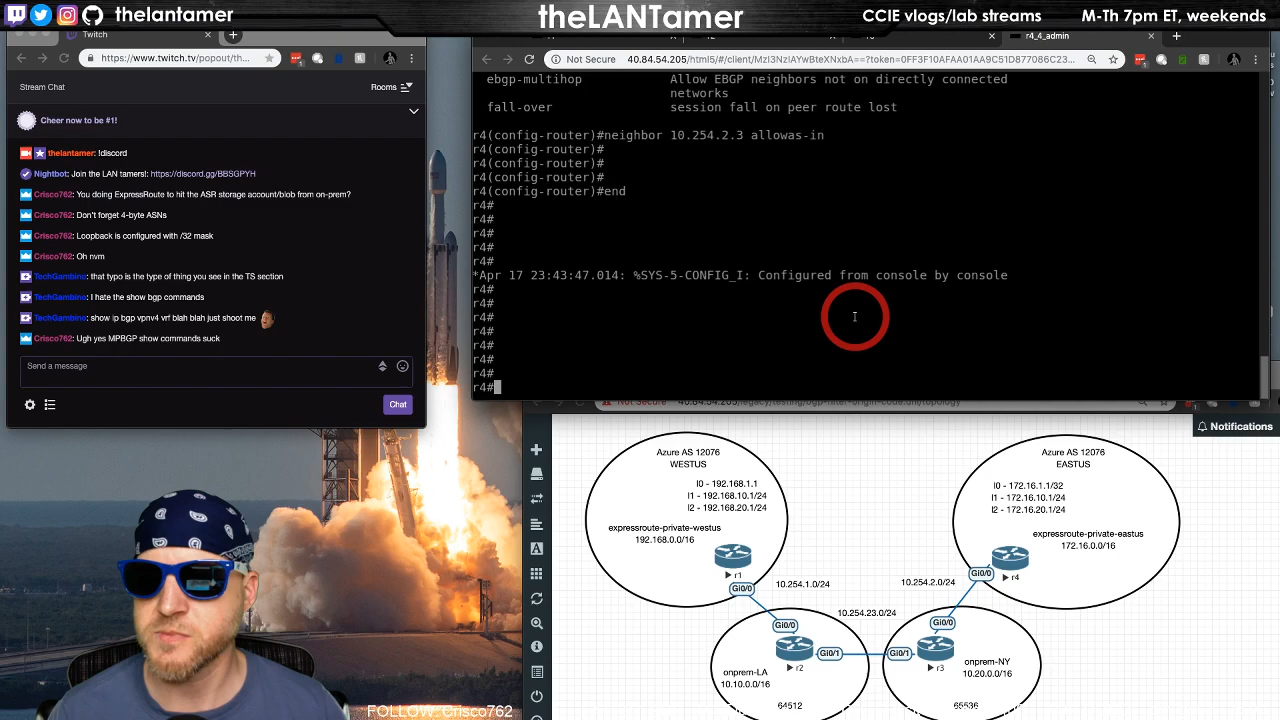 thelantamer
theLANTamer
CCIE vlogs/lab streams
M-Th 7pm ET, weekends
Twitch
https://www.twitch.tv/popout/th...
Stream Chat
Rooms
Cheer now to be #1!
thelantamer: !discord
Nightbot: Join the LAN tamers!: https://discord.gg/BBSGPYH
Crisco762: You doing ExpressRoute to hit the ASR storage account/blob from on-prem?
Crisco762: Don't forget 4-byte ASNs
Crisco762: Loopback is configured with /32 mask
Crisco762: Oh nvm
TechGambino: that typo is the type of thing you see in the TS section
TechGambino: I hate the show bgp commands
TechGambino: show ip bgp vpnv4 vrf blah blah just shoot me
Crisco762: Ugh yes MPBGP show commands suck
Send a message
Chat
r4_4_admin
Not Secure
ebgp-multihop Allow EBGP neighbors not on directly connected
networks
fall-over session fall on peer route lost
r4(config-router)#neighbor 10.254.2.3 allowas-in
r4(config-router)#
r4(config-router)#
r4(config-router)#
r4(config-router)#end
r4#
r4#
r4#
r4#
r4#
*Apr 17 23:43:47.014: %SYS-5-CONFIG_I: Configured from console by console
r4#
r4#
r4#
r4#
r4#
r4#
r4#
r4#
Notifications
Azure AS 12076
WESTUS
l0 - 192.168.1.1
l1 - 192.168.10.1/24
l2 - 192.168.20.1/24
expressroute-private-westus
192.168.0.0/16
r1
Gi0/0
10.254.1.0/24
Azure AS 12076
EASTUS
l0 - 172.16.1.1/32
l1 - 172.16.10.1/24
l2 - 172.16.20.1/24
expressroute-private-eastus
172.16.0.0/16
Gi0/0
r4
10.254.2.0/24
10.254.23.0/24
Gi0/0
r2
Gi0/1
onprem-LA
10.10.0.0/16
64512
Gi0/0
Gi0/1
r3
onprem-NY
10.20.0.0/16
65536
FOLLOW: Crisco762